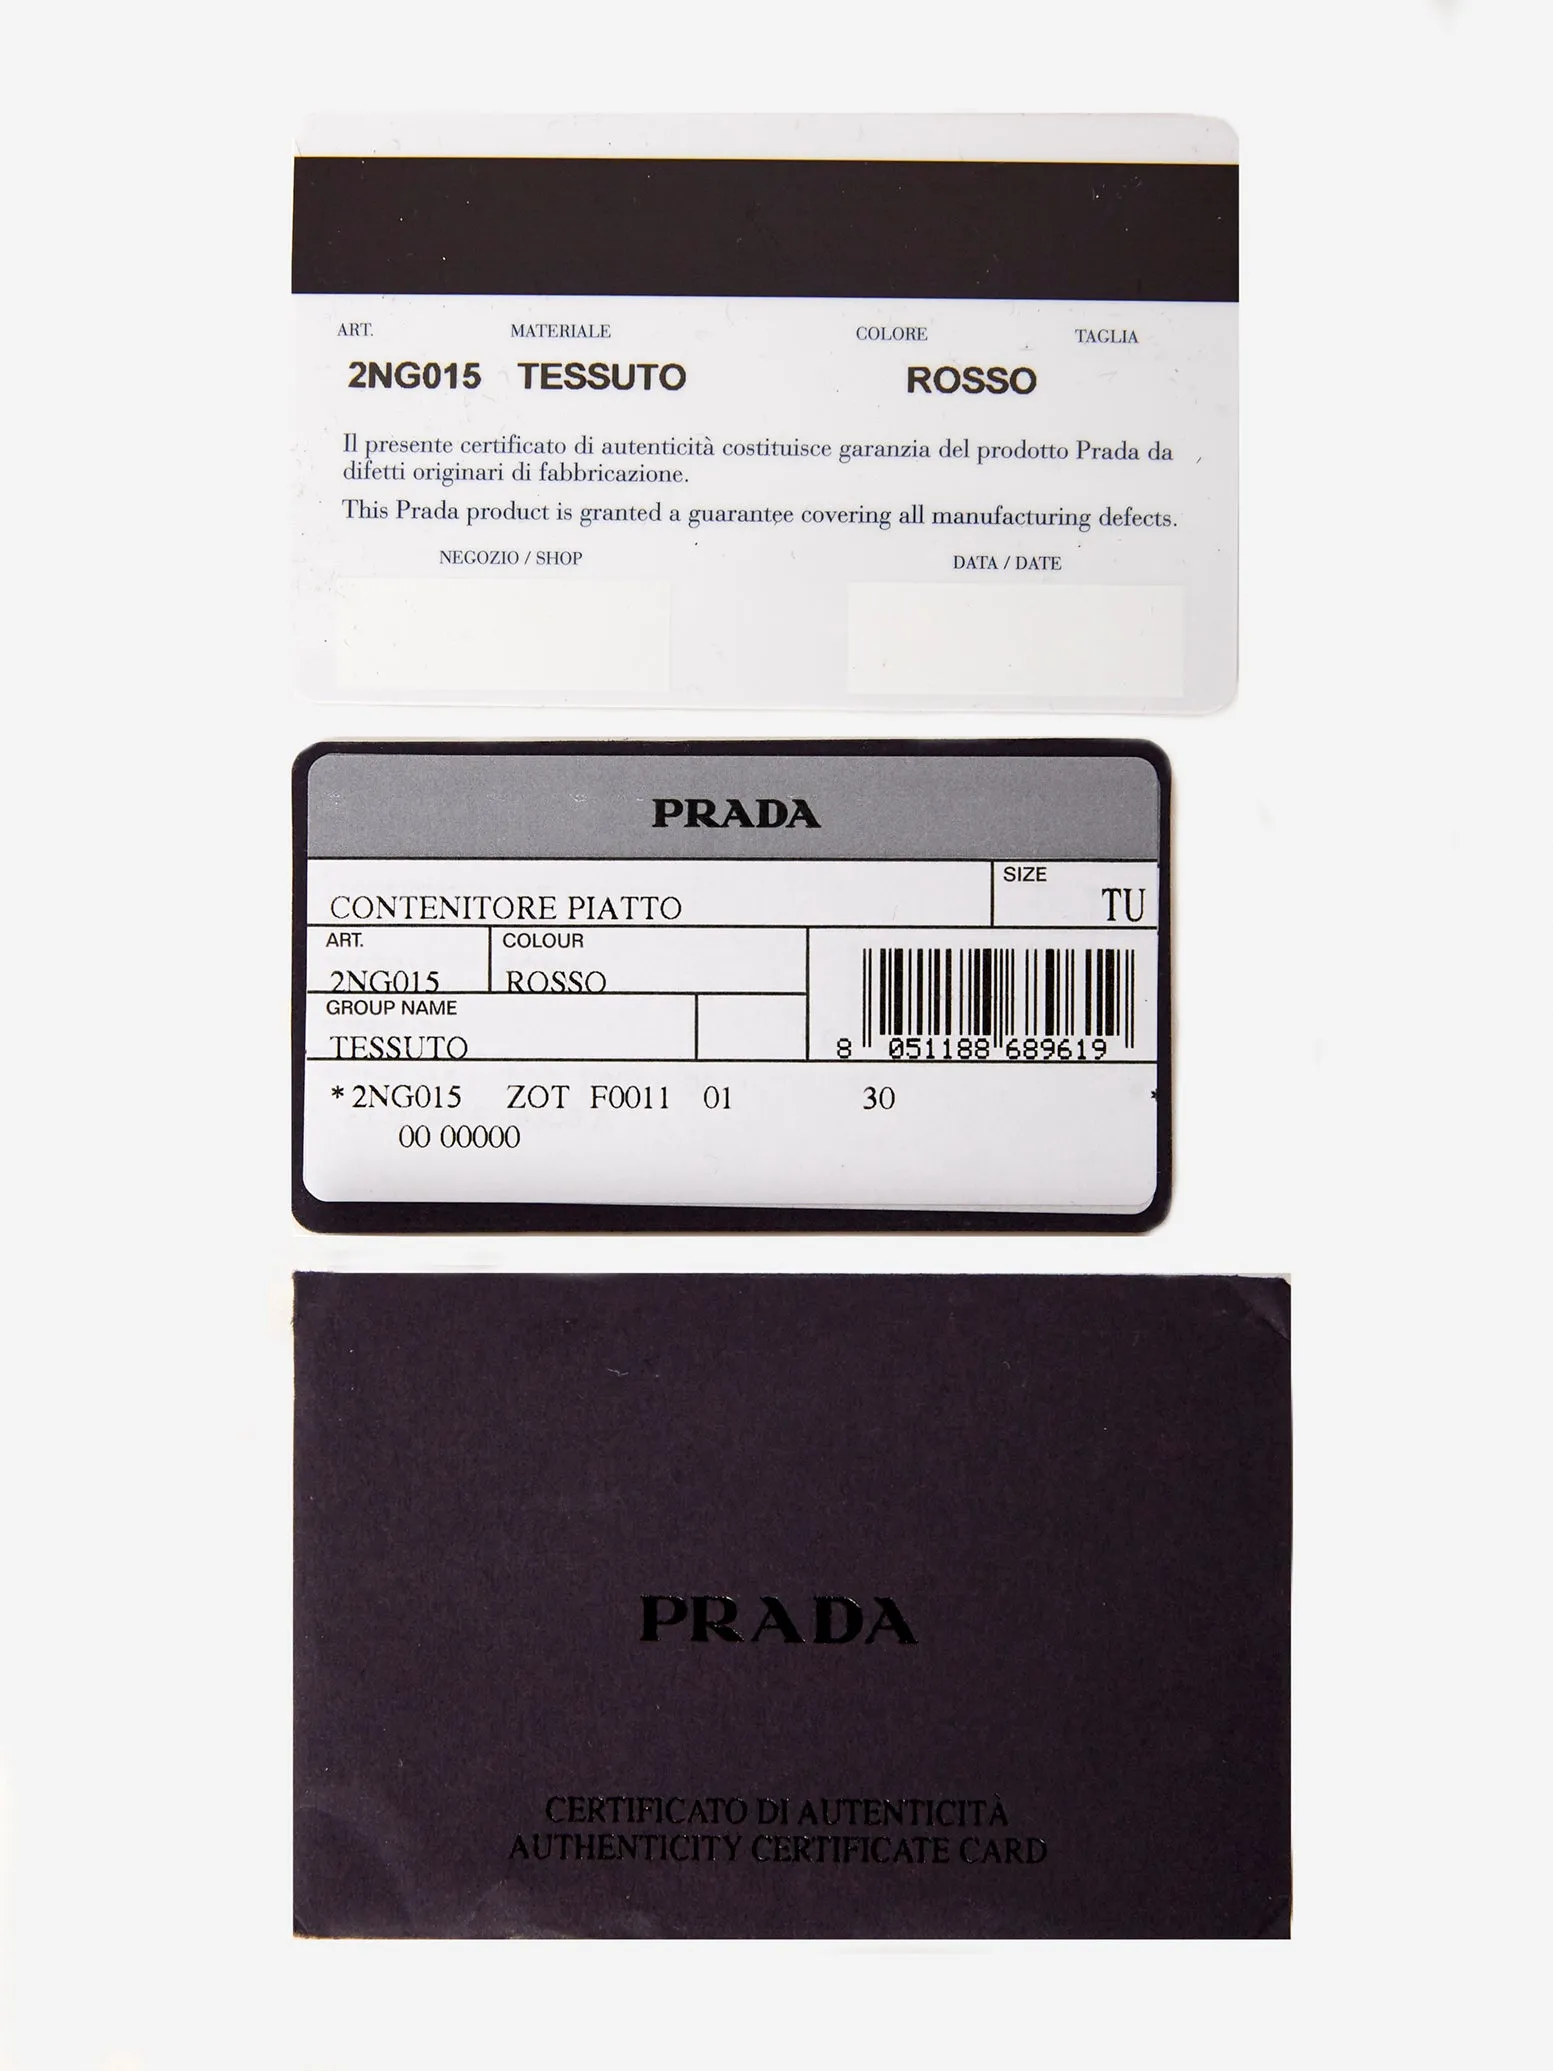 ART. MATERIALE COLORE TAGLIA
2NG015 TESSUTO ROSSO
Il presente certificato di autenticità costituisce garanzia del prodotto Prada da
difetti originari di fabbricazione.
This Prada product is granted a guarantee covering all manufacturing defects.
NEGOZIO / SHOP DATA / DATE
PRADA
SIZE
CONTENITORE PIATTO TU
ART. COLOUR
2NG015 ROSSO
GROUP NAME
TESSUTO
8 051188 689619
*2NG015 ZOT F0011 01 30 *
00 00000
PRADA
CERTIFICATO DI AUTENTICITÀ
AUTHENTICITY CERTIFICATE CARD